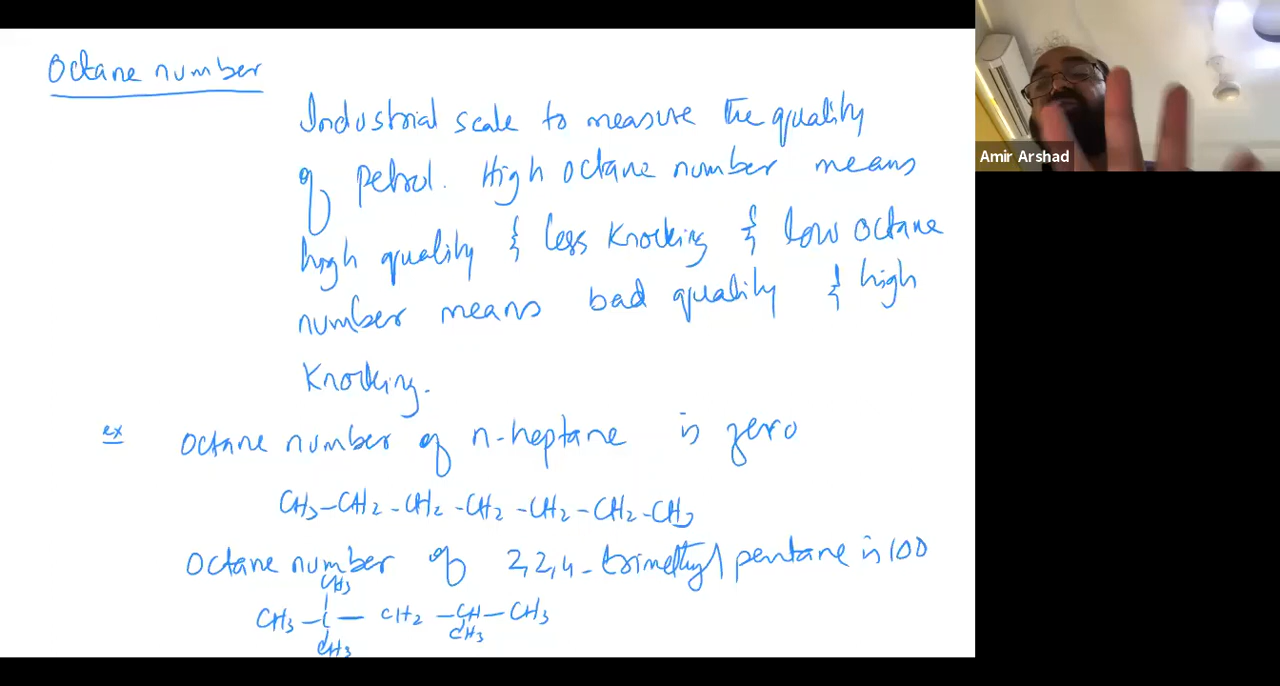 Octane number
Industrial scale to measure the quality
of petrol. High octane number means
high quality & less knocking & low octane
number means bad quality & high
knocking.
ex octane number of n-heptane is zero
CH3-CH2-CH2-CH2-CH2-CH2-CH3
octane number of 2,2,4-trimethyl pentane is 100
CH3
CH3-C-CH2-CH-CH3
CH3 CH3
Amir Arshad